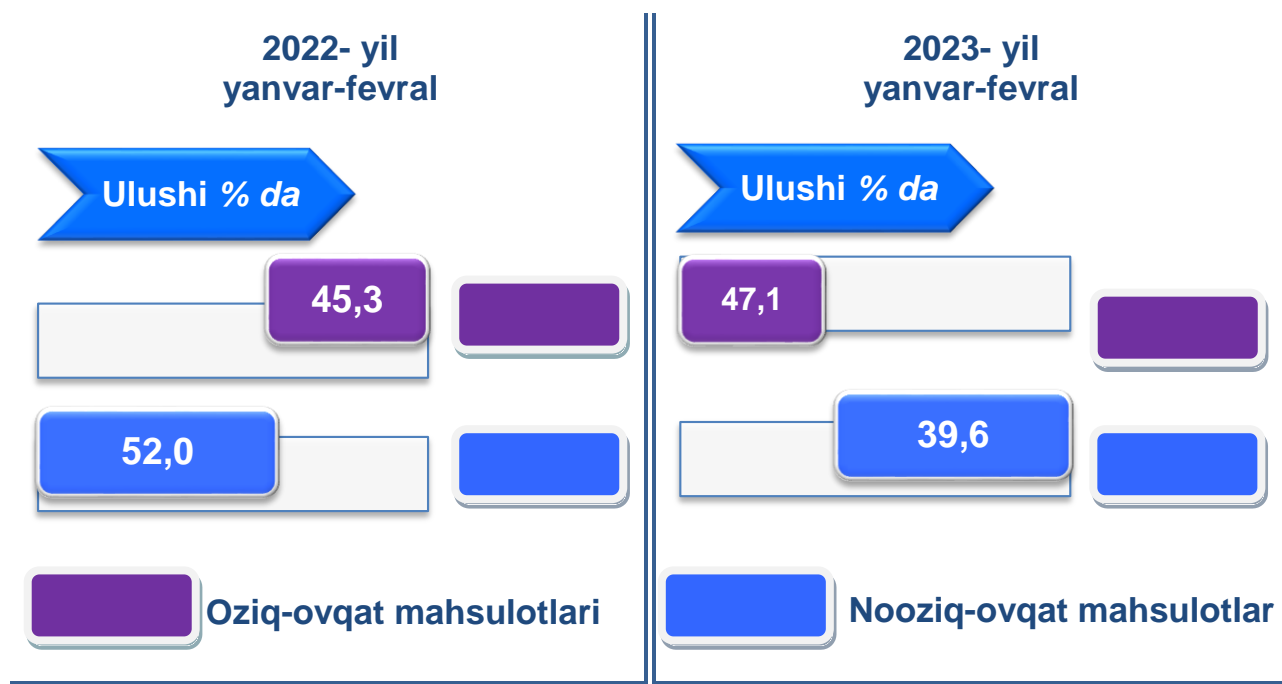 2022- yil
yanvar-fevral
Ulushi % da
45,3
52,0
2023- yil
yanvar-fevral
Ulushi % da
47,1
39,6
Oziq-ovqat mahsulotlari
Nooziq-ovqat mahsulotlar